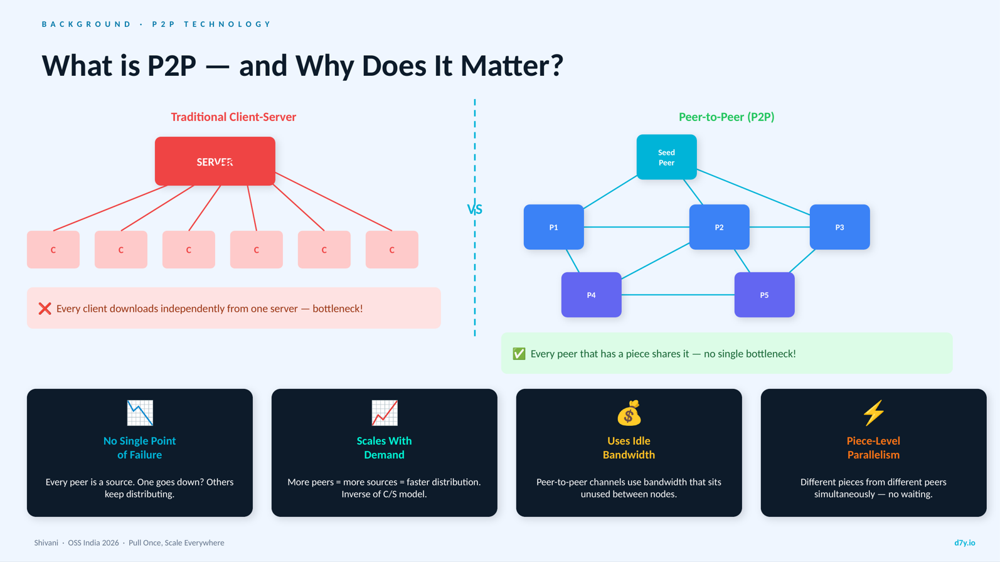 BACKGROUND · P2P TECHNOLOGY
What is P2P — and Why Does It Matter?
Traditional Client-Server
SERVER
C
C
C
C
C
C
❌ Every client downloads independently from one server — bottleneck!
VS
Peer-to-Peer (P2P)
Seed
Peer
P1
P2
P3
P4
P5
✅ Every peer that has a piece shares it — no single bottleneck!
No Single Point
of Failure
Every peer is a source. One goes down? Others
keep distributing.
Scales With
Demand
More peers = more sources = faster distribution.
Inverse of C/S model.
Uses Idle
Bandwidth
Peer-to-peer channels use bandwidth that sits
unused between nodes.
Piece-Level
Parallelism
Different pieces from different peers
simultaneously — no waiting.
Shivani · OSS India 2026 · Pull Once, Scale Everywhere
d7y.io